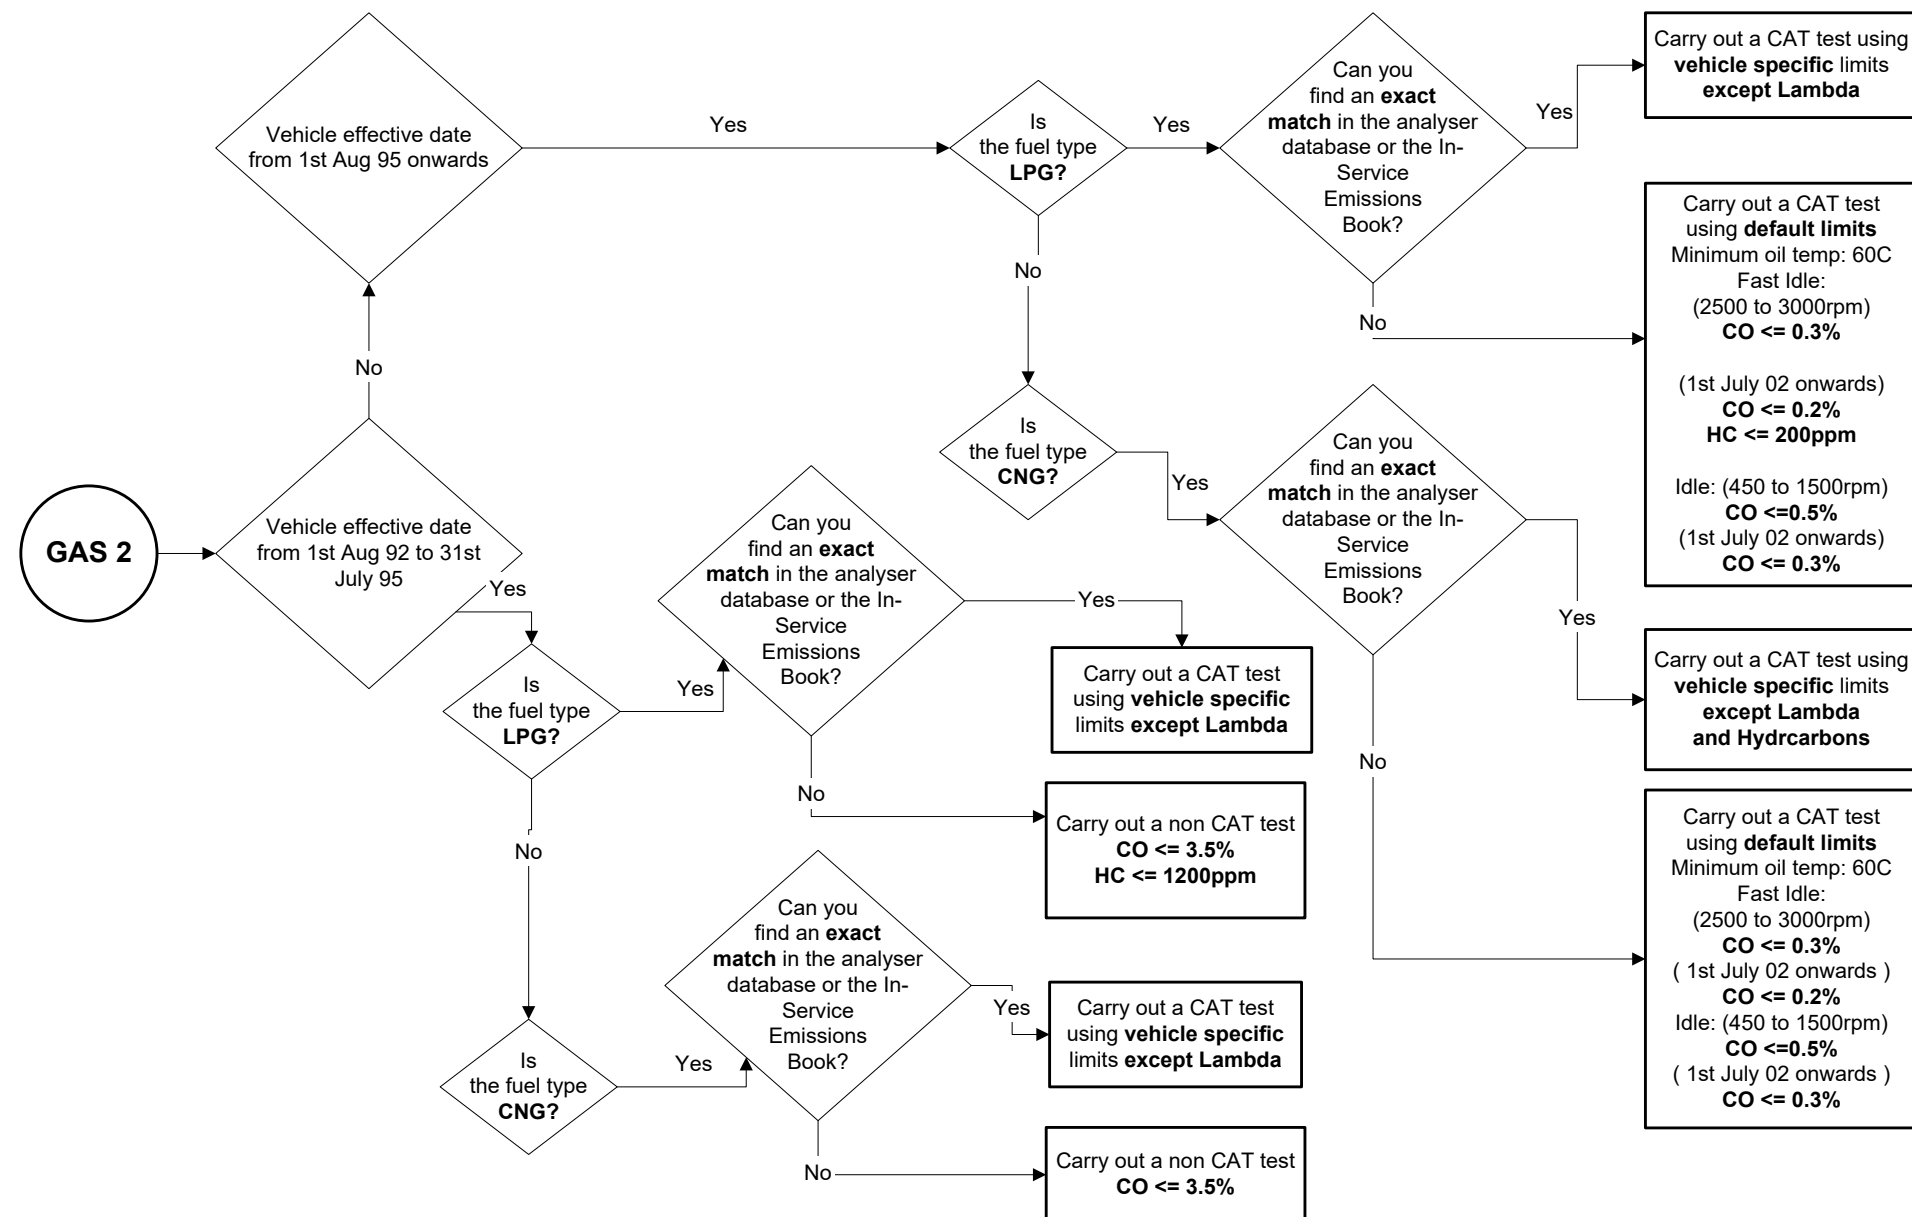 GAS 2
Vehicle effective date
from 1st Aug 92 to 31st
July 95
No
Vehicle effective date
from 1st Aug 95 onwards
Yes
Is
the fuel type
LPG?
Yes
Can you
find an exact
match in the analyser
database or the In-
Service
Emissions
Book?
Yes
Carry out a CAT test using
vehicle specific limits
except Lambda
No
Carry out a CAT test
using default limits
Minimum oil temp: 60C
Fast Idle:
(2500 to 3000rpm)
CO <= 0.3%
(1st July 02 onwards)
CO <= 0.2%
HC <= 200ppm
Idle: (450 to 1500rpm)
CO <=0.5%
(1st July 02 onwards)
CO <= 0.3%
No
Is
the fuel type
CNG?
Yes
Can you
find an exact
match in the analyser
database or the In-
Service
Emissions
Book?
Yes
Carry out a CAT test using
vehicle specific limits
except Lambda
and Hydrcarbons
No
Carry out a CAT test
using default limits
Minimum oil temp: 60C
Fast Idle:
(2500 to 3000rpm)
CO <= 0.3%
( 1st July 02 onwards )
CO <= 0.2%
Idle: (450 to 1500rpm)
CO <=0.5%
( 1st July 02 onwards )
CO <= 0.3%
Yes
Is
the fuel type
LPG?
Yes
Can you
find an exact
match in the analyser
database or the In-
Service
Emissions
Book?
Yes
Carry out a CAT test
using vehicle specific
limits except Lambda
No
Carry out a non CAT test
CO <= 3.5%
HC <= 1200ppm
No
Is
the fuel type
CNG?
Yes
Can you
find an exact
match in the analyser
database or the In-
Service
Emissions
Book?
Yes
Carry out a CAT test
using vehicle specific
limits except Lambda
No
Carry out a non CAT test
CO <= 3.5%